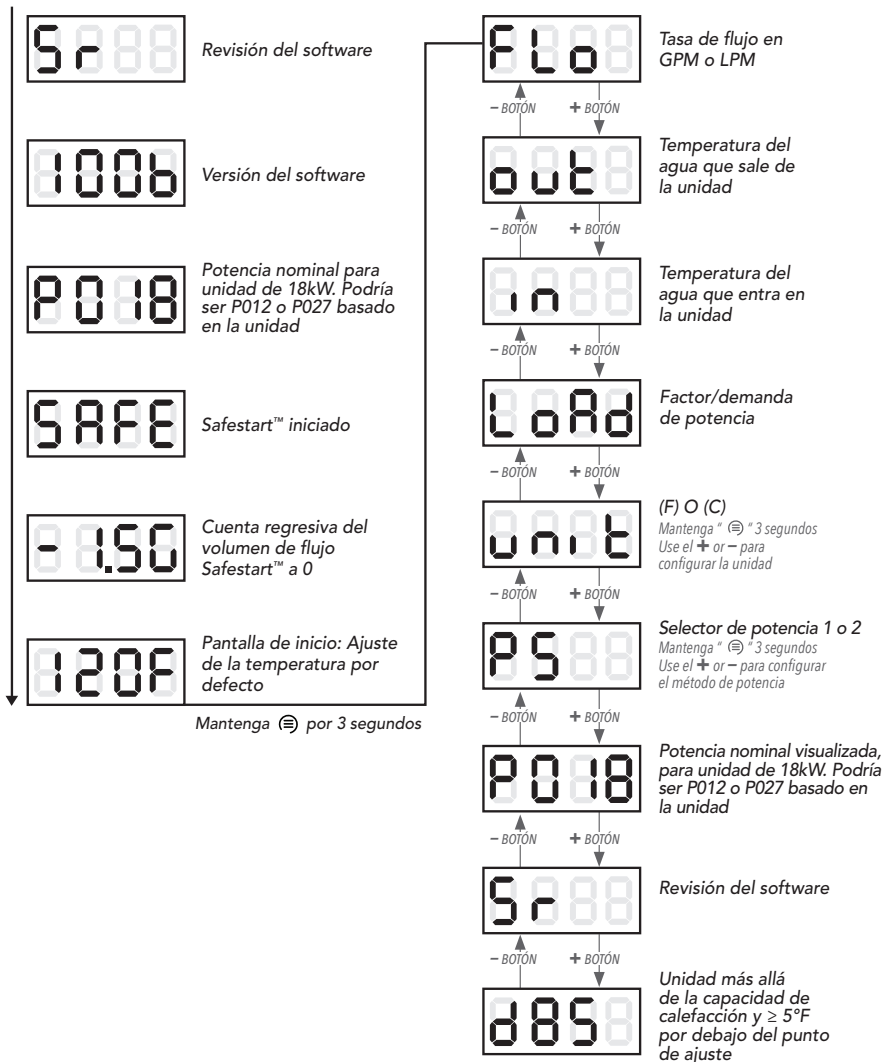 Sr
Revisión del software
100b
Versión del software
P018
Potencia nominal para
unidad de 18kW. Podría
ser P012 o P027 basado
en la unidad
SAFE
Safestart™ iniciado
-1.5G
Cuenta regresiva del
volumen de flujo
Safestart™ a 0
120F
Pantalla de inicio: Ajuste
de la temperatura por
defecto
Mantenga por 3 segundos
FLo
Tasa de flujo en
GPM o LPM
– BOTÓN + BOTÓN
out
Temperatura del
agua que sale de
la unidad
– BOTÓN + BOTÓN
in
Temperatura del
agua que entra en
la unidad
– BOTÓN + BOTÓN
LoAd
Factor/demanda
de potencia
– BOTÓN + BOTÓN
unit
(F) O (C)
Mantenga “ ” 3 segundos
Use el + or – para
configurar la unidad
– BOTÓN + BOTÓN
PS
Selector de potencia 1 o 2
Mantenga “ ” 3 segundos
Use el + or – para configurar
el método de potencia
– BOTÓN + BOTÓN
P018
Potencia nominal visualizada,
para unidad de 18kW. Podría
ser P012 o P027 basado en
la unidad
– BOTÓN + BOTÓN
Sr
Revisión del software
– BOTÓN + BOTÓN
d85
Unidad más allá
de la capacidad de
calefacción y ≥ 5°F
por debajo del punto
de ajuste